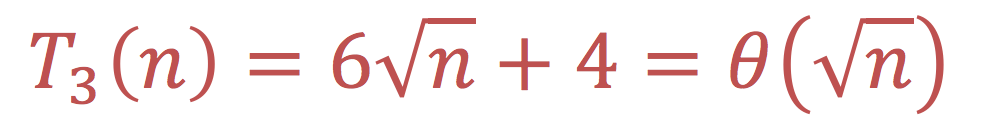 T₃(n) = 6√n + 4 = θ(√n)